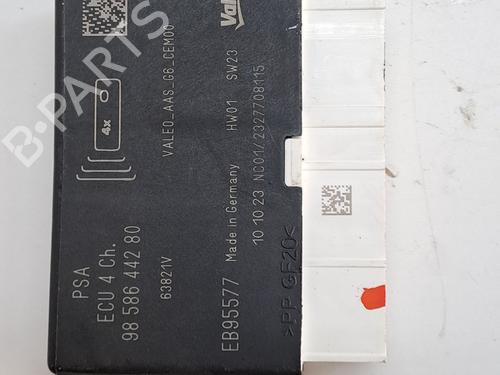 Valeo
4x
VALEO_AAS_G6_CEM00
HW01 SW23
PSA
ECU 4 Ch.
98 586 442 80
63821V
EB95577 Made in Germany
10 10 23 NC01/2327708115
>PP GF20<
B-PARTS